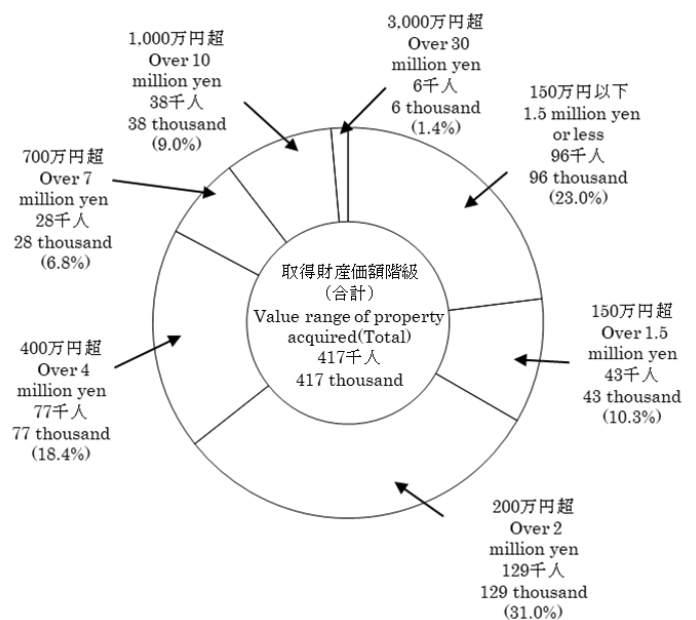 3,000万円超
Over 30
million yen
6千人
6 thousand
(1.4%)
1,000万円超
Over 10
million yen
38千人
38 thousand
(9.0%)
150万円以下
1.5 million yen
or less
96千人
96 thousand
(23.0%)
700万円超
Over 7
million yen
28千人
28 thousand
(6.8%)
取得財産価額階級
（合計）
Value range of property
acquired(Total)
417千人
417 thousand
150万円超
Over 1.5
million yen
43千人
43 thousand
(10.3%)
400万円超
Over 4
million yen
77千人
77 thousand
(18.4%)
200万円超
Over 2
million yen
129千人
129 thousand
(31.0%)